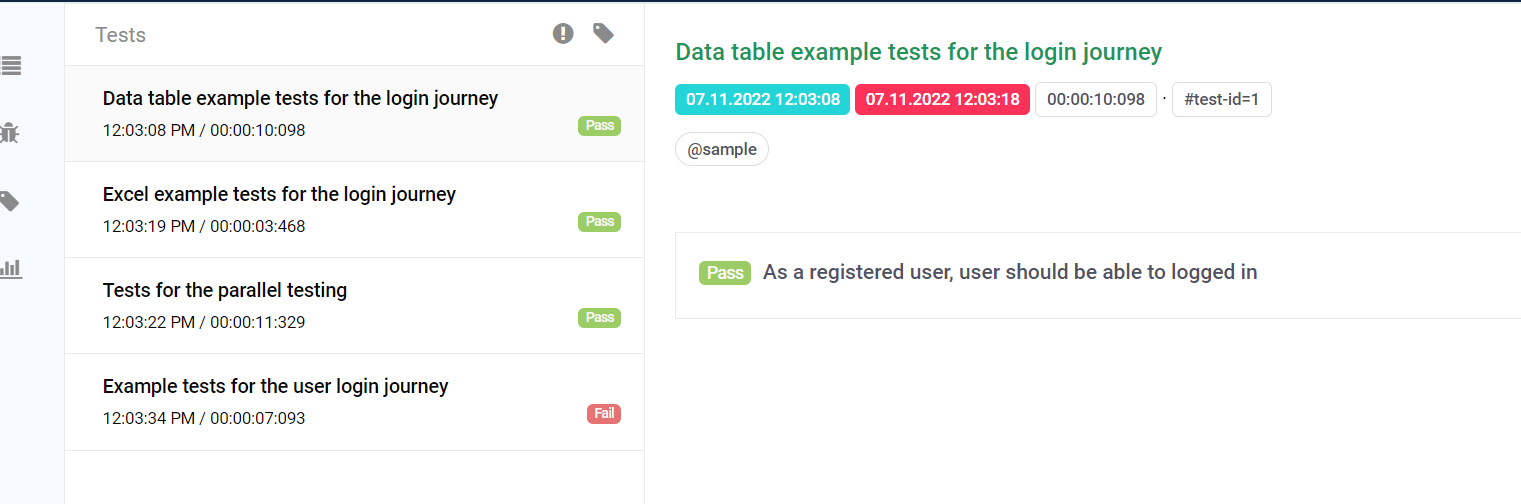 Tests
Data table example tests for the login journey
12:03:08 PM / 00:00:10:098
Pass
Excel example tests for the login journey
12:03:19 PM / 00:00:03:468
Pass
Tests for the parallel testing
12:03:22 PM / 00:00:11:329
Pass
Example tests for the user login journey
12:03:34 PM / 00:00:07:093
Fail
Data table example tests for the login journey
07.11.2022 12:03:08 07.11.2022 12:03:18 00:00:10:098 · #test-id=1
@sample
Pass As a registered user, user should be able to logged in